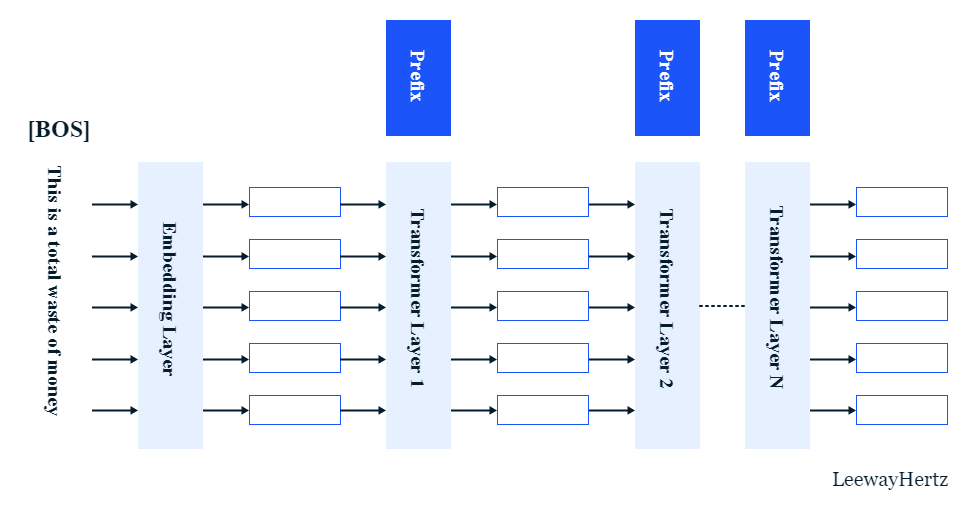 Prefix
Prefix
Prefix
[BOS]
This is a total waste of money
Embedding Layer
Transformer Layer 1
Transformer Layer 2
Transformer Layer N
LeewayHertz